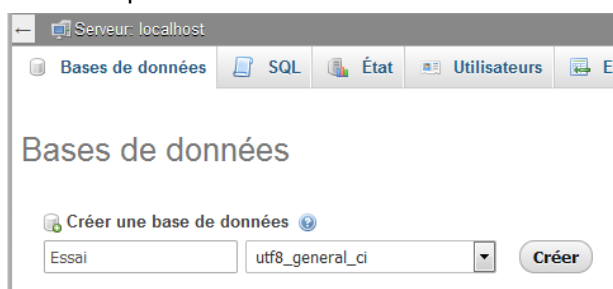 Serveur: localhost
Bases de données SQL État Utilisateurs E
Bases de données
Créer une base de données
Essai utf8_general_ci Créer